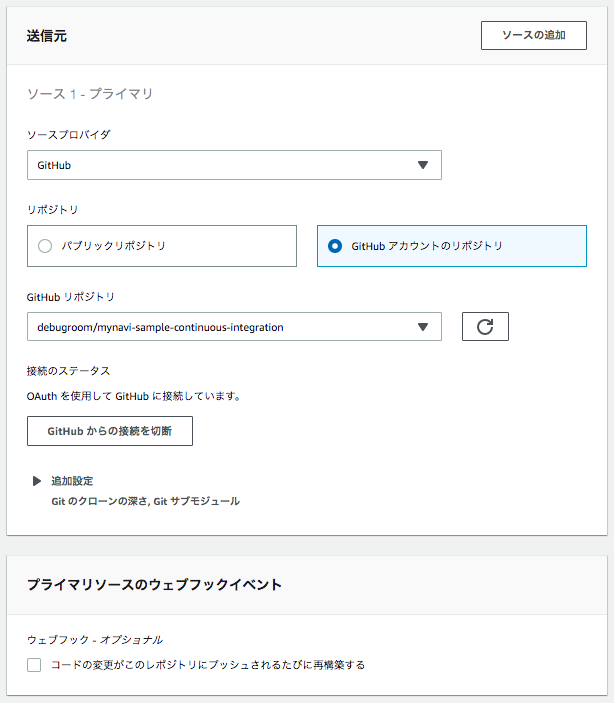 送信元
ソースの追加
ソース 1 - プライマリ
ソースプロバイダ
GitHub
リポジトリ
パブリックリポジトリ
GitHub アカウントのリポジトリ
GitHub リポジトリ
debugroom/mynavi-sample-continuous-integration
接続のステータス
OAuth を使用して GitHub に接続しています。
GitHub からの接続を切断
追加設定
Git のクローンの深さ, Git サブモジュール
プライマリソースのウェブフックイベント
ウェブフック - オプショナル
コードの変更がこのレポジトリにプッシュされるたびに再構築する